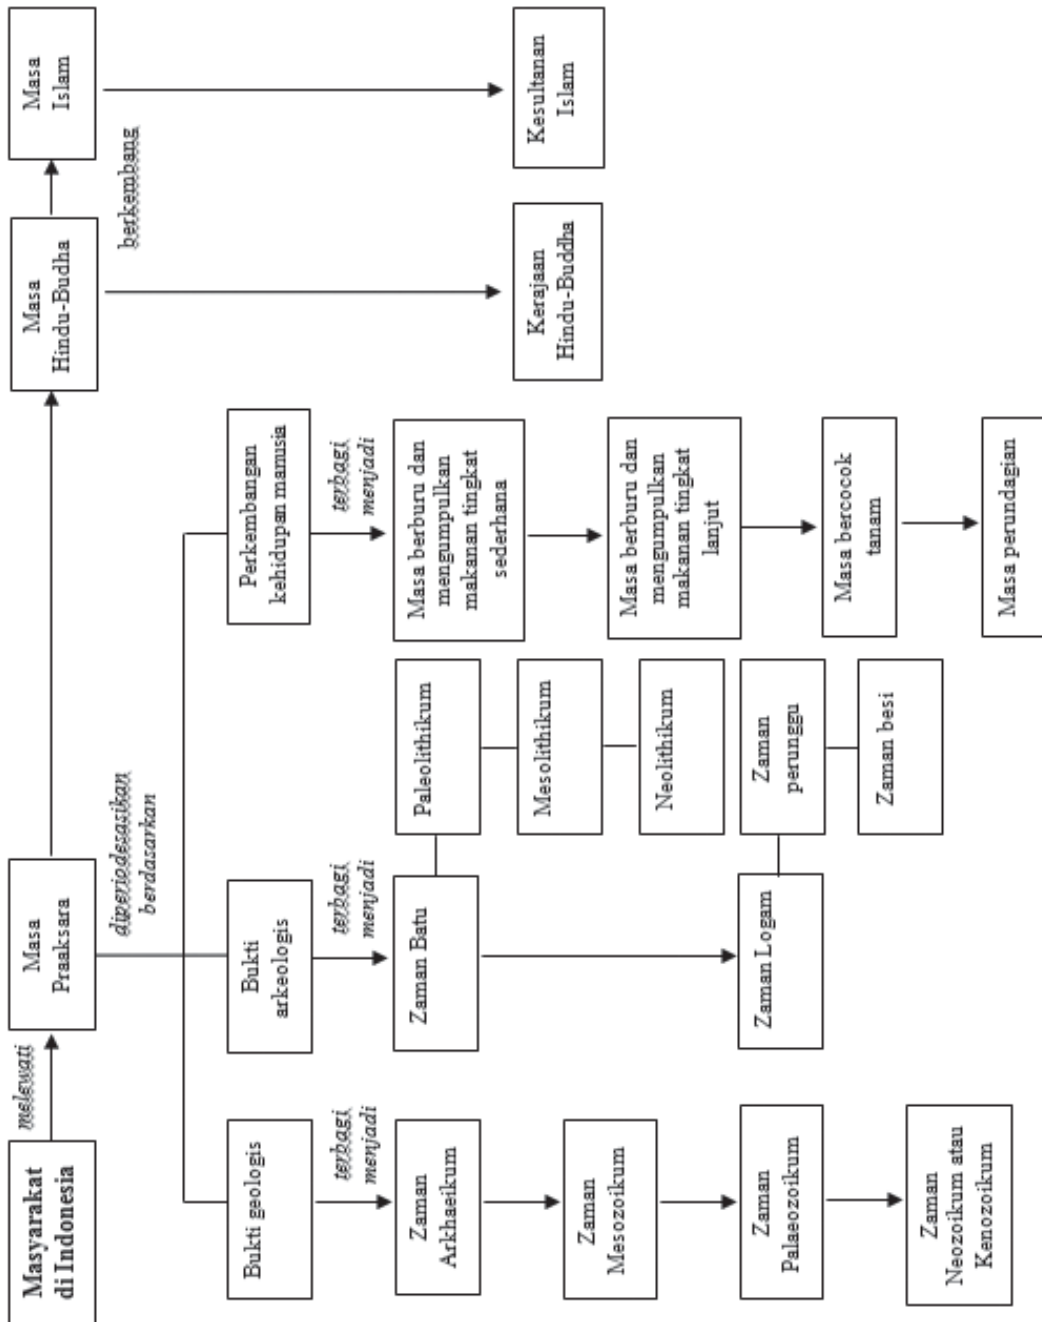 Masyarakat
di Indonesia
melewati
Masa
Praaksara
Masa
Hindu-Budha
Masa
Islam
diperiodesasikan
berdasarkan
berkembang
Bukti geologis
Bukti
arkeologis
Perkembangan
kehidupan manusia
Kerajaan
Hindu-Buddha
Kesultanan
Islam
terbagi
menjadi
terbagi
menjadi
terbagi
menjadi
Zaman
Arkhaeikum
Zaman
Mesozoikum
Zaman
Palaeozoikum
Zaman
Neozoikum atau
Kenozoikum
Zaman Batu
Paleolithikum
Mesolithikum
Neolithikum
Zaman Logam
Zaman
perunggu
Zaman besi
Masa berburu dan
mengumpulkan
makanan tingkat
sederhana
Masa berburu dan
mengumpulkan
makanan tingkat
lanjut
Masa bercocok
tanam
Masa perundagian